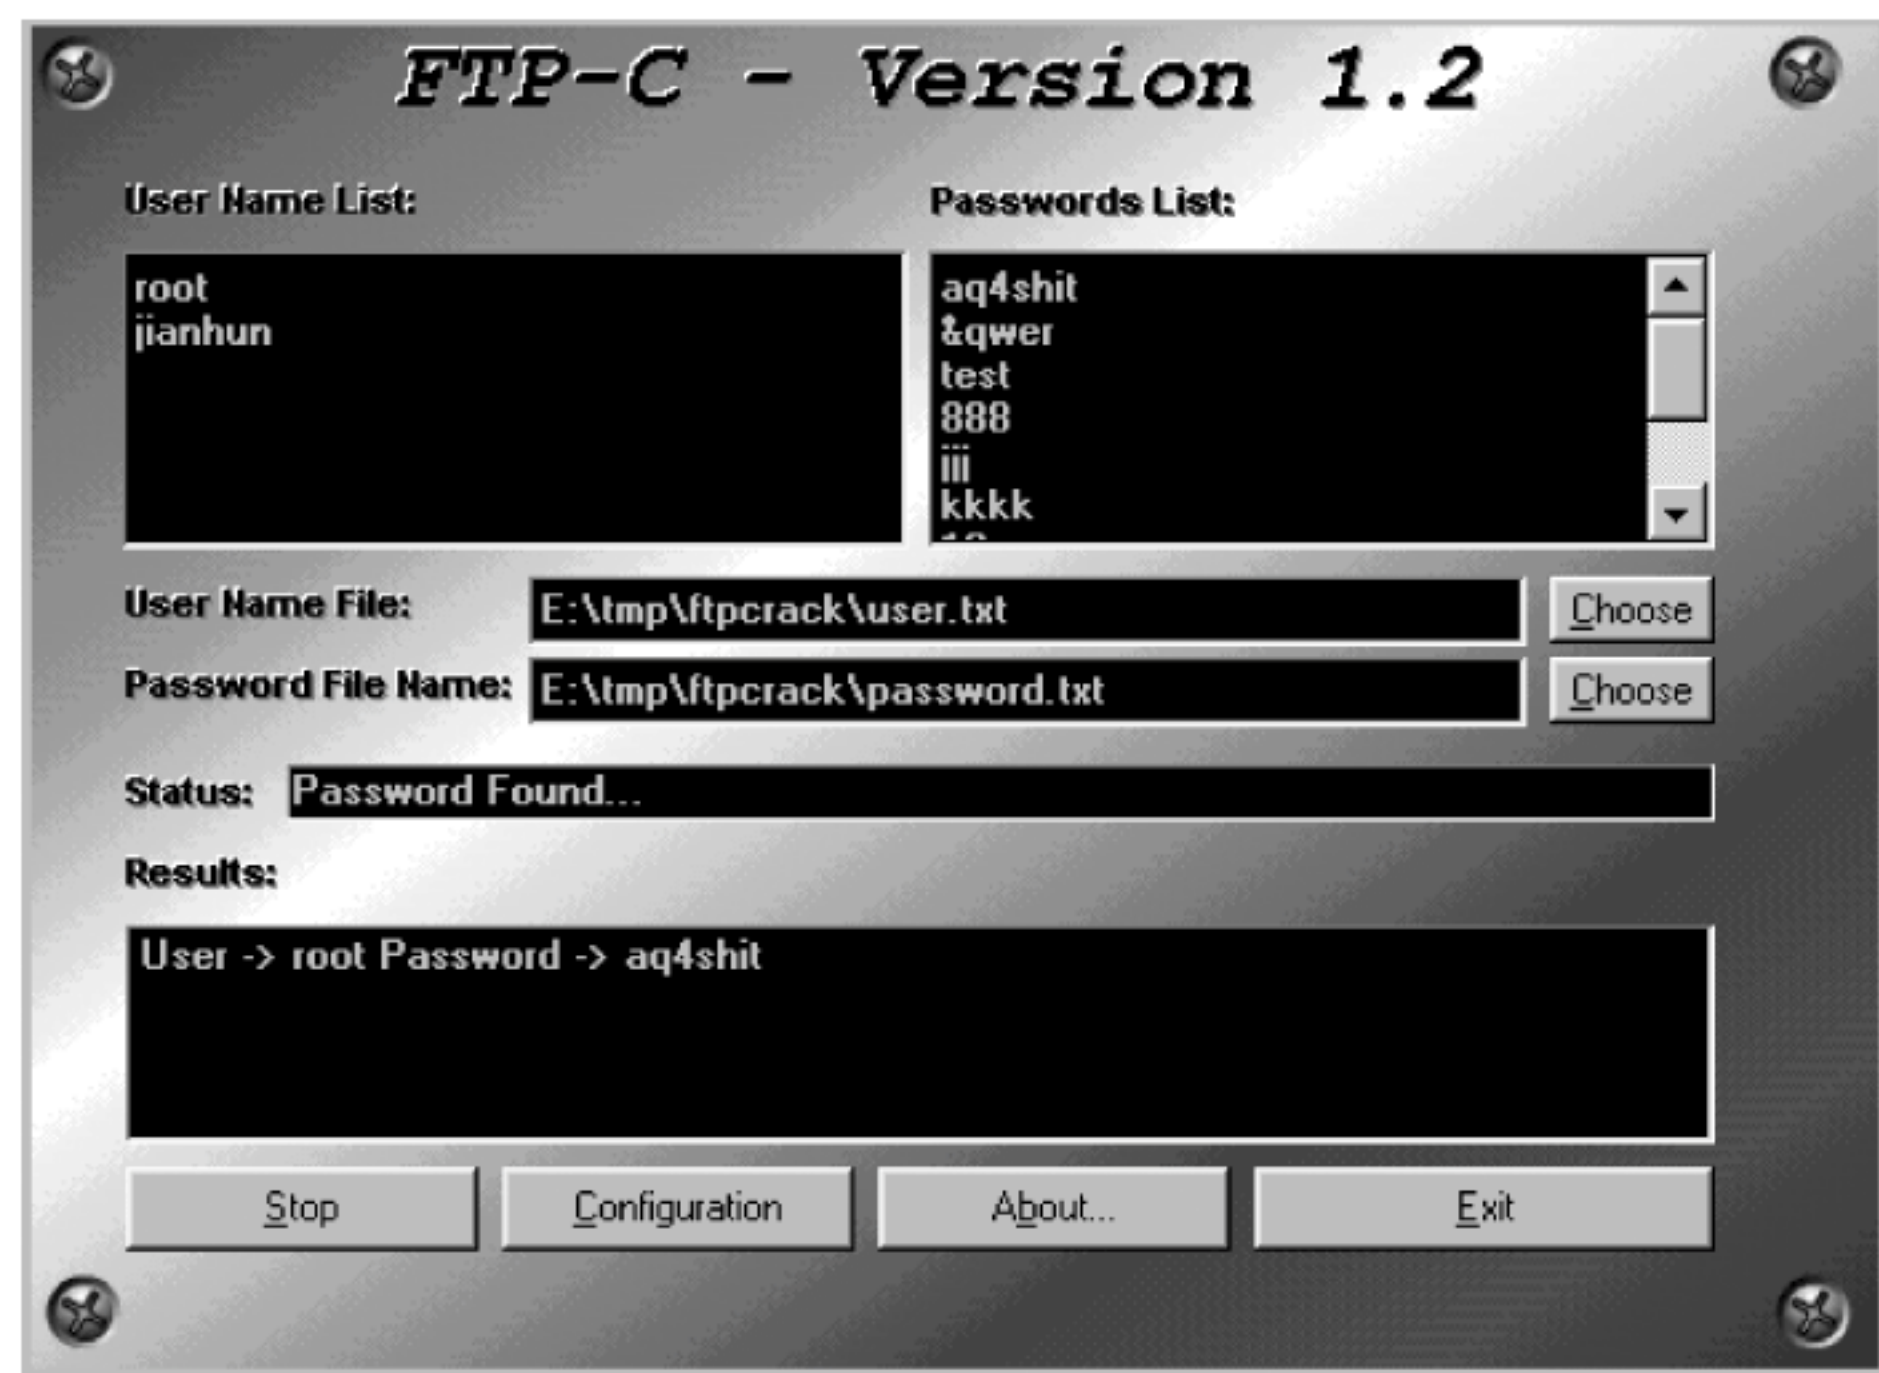 FTP-C - Version 1.2
User Name List:
root
jianhun
Passwords List:
aq4shit
&qwer
test
888
iii
kkkk
User Name File: E:\tmp\ftpcrack\user.txt Choose
Password File Name: E:\tmp\ftpcrack\password.txt Choose
Status: Password Found...
Results:
User -> root Password -> aq4shit
Stop Configuration About... Exit